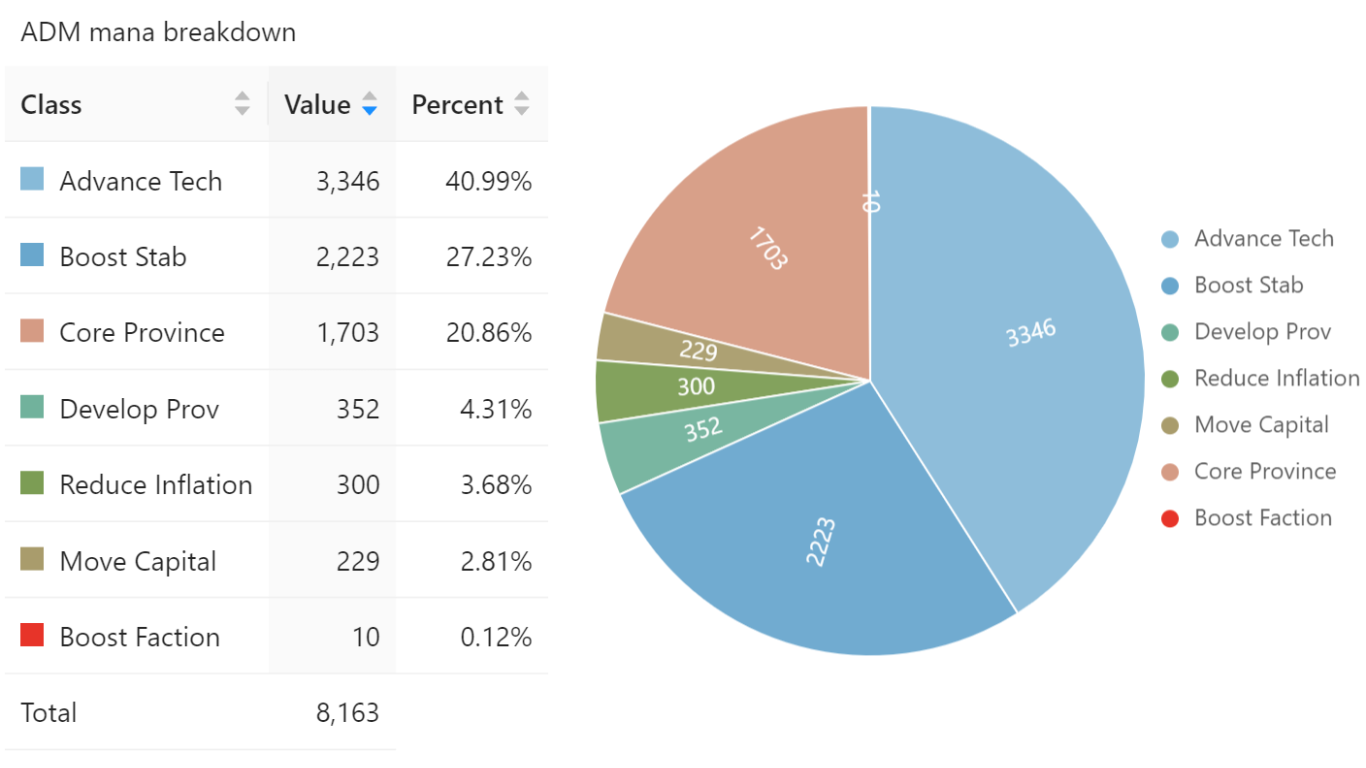 ADM mana breakdown
Class Value Percent
Advance Tech 3,346 40.99%
Boost Stab 2,223 27.23%
Core Province 1,703 20.86%
Develop Prov 352 4.31%
Reduce Inflation 300 3.68%
Move Capital 229 2.81%
Boost Faction 10 0.12%
Total 8,163
10
1703
3346
229
300
352
2223
Advance Tech
Boost Stab
Develop Prov
Reduce Inflation
Move Capital
Core Province
Boost Faction